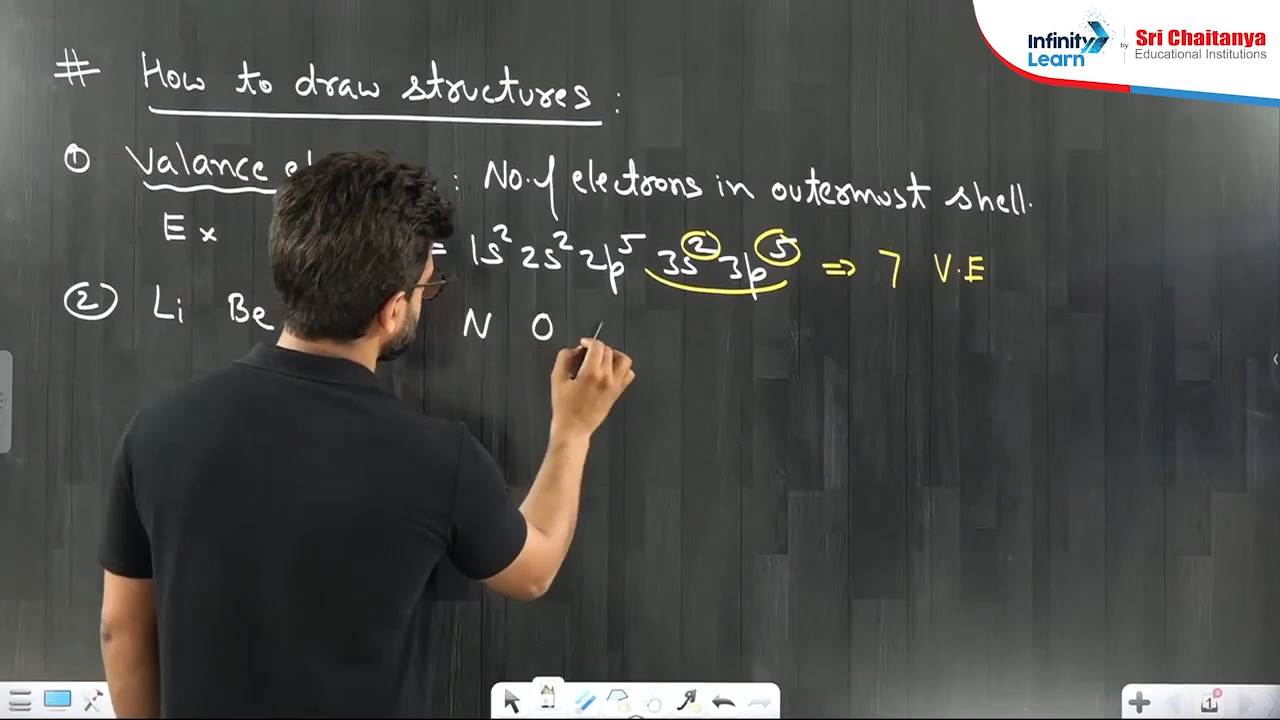 Infinity Learn by Sri Chaitanya Educational Institutions
# How to draw structures :
① Valance el : No. of electrons in outermost shell.
Ex = 1s² 2s² 2p⁵ 3s² 3p⁵ ⇒ 7 V.E
② Li Be N O
1